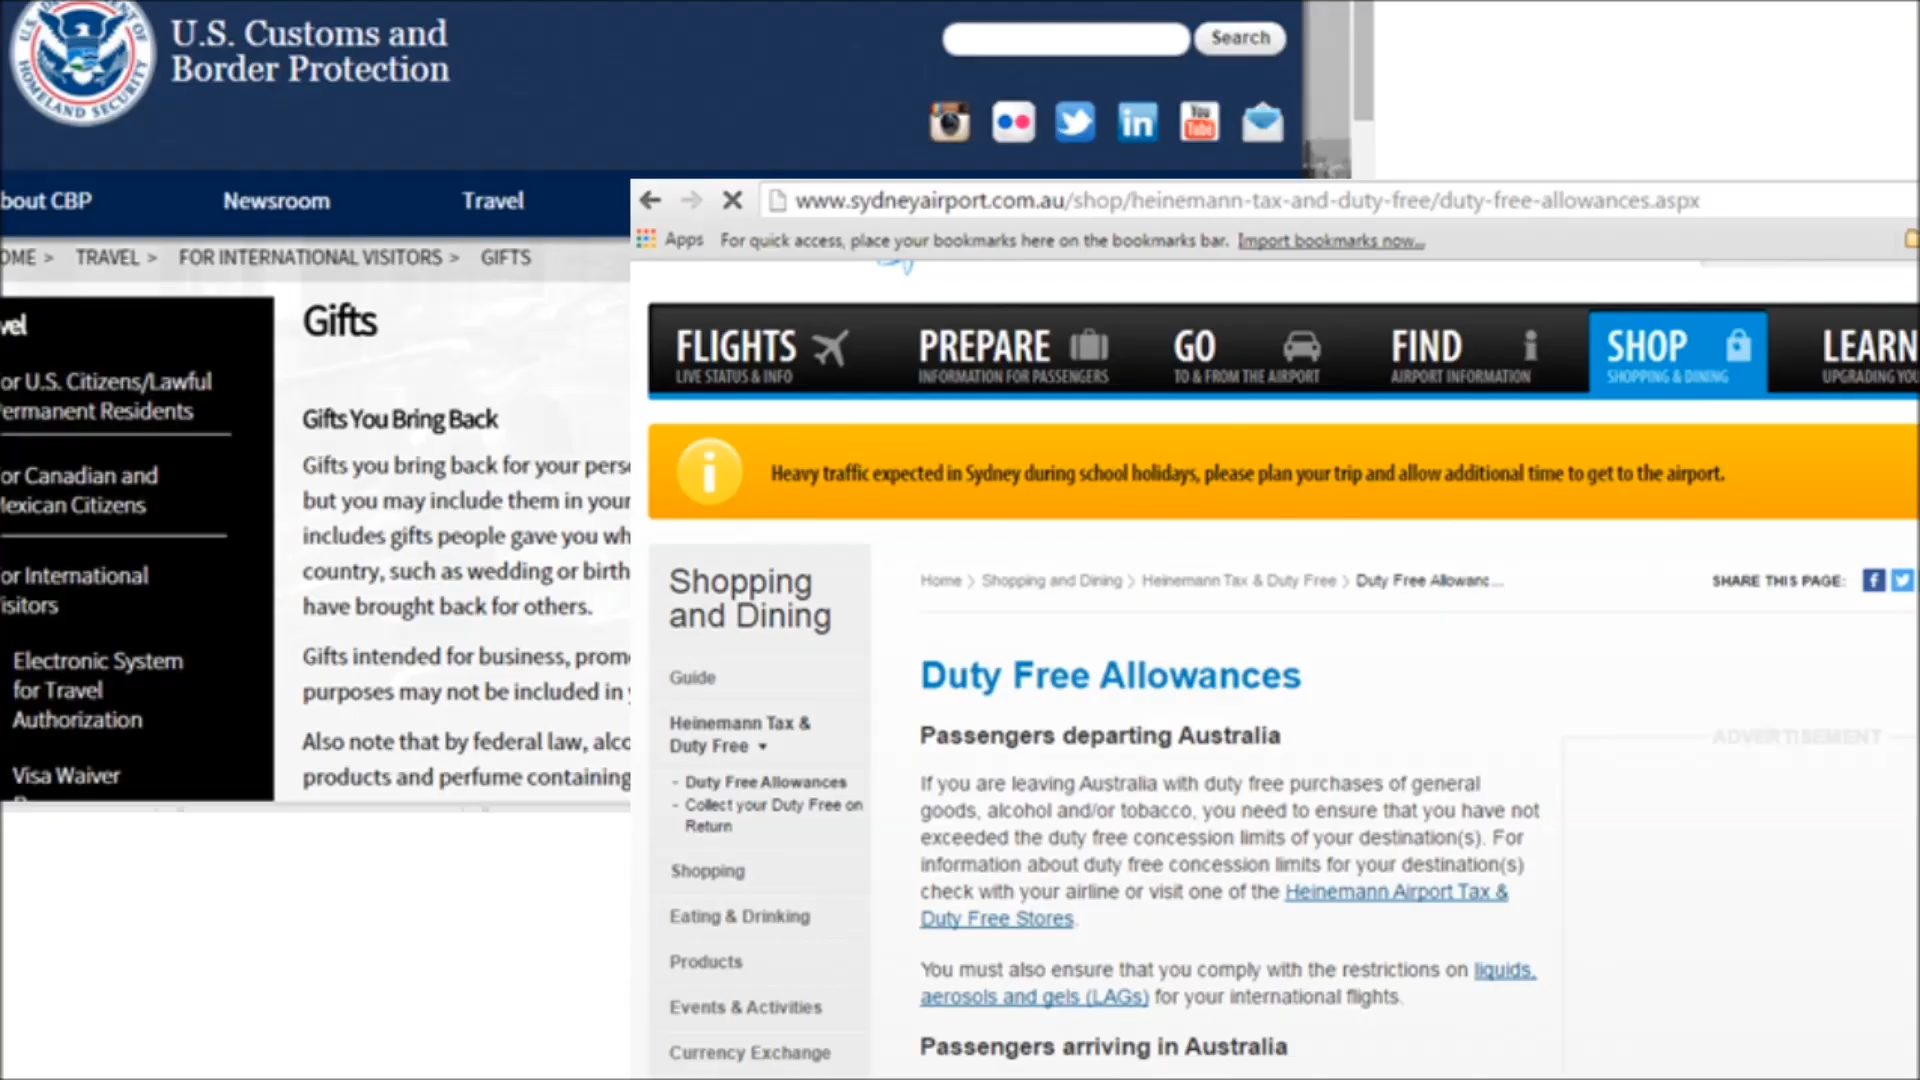 U.S. Customs and
Border Protection
HOMELAND SECURITY
Search
You
Tube
bout CBP
Newsroom
Travel
OME > TRAVEL > FOR INTERNATIONAL VISITORS > GIFTS
vel
or U.S. Citizens/Lawful
ermanent Residents
or Canadian and
Mexican Citizens
or International
isitors
Electronic System
for Travel
Authorization
Visa Waiver
Gifts
Gifts You Bring Back
Gifts you bring back for your pers
but you may include them in your
includes gifts people gave you wh
country, such as wedding or birth
have brought back for others.
Gifts intended for business, prom
purposes may not be included in
Also note that by federal law, alco
products and perfume containing
www.sydneyairport.com.au/shop/heinemann-tax-and-duty-free/duty-free-allowances.aspx
Apps For quick access, place your bookmarks here on the bookmarks bar. Import bookmarks now...
FLIGHTS
LIVE STATUS & INFO
PREPARE
INFORMATION FOR PASSENGERS
GO
TO & FROM THE AIRPORT
FIND
AIRPORT INFORMATION
SHOP
SHOPPING & DINING
LEARN
UPGRADING YOU
Heavy traffic expected in Sydney during school holidays, please plan your trip and allow additional time to get to the airport.
Shopping
and Dining
Guide
Heinemann Tax &
Duty Free
- Duty Free Allowances
- Collect your Duty Free on
Return
Shopping
Eating & Drinking
Products
Events & Activities
Currency Exchange
Home > Shopping and Dining > Heinemann Tax & Duty Free > Duty Free Allowanc...
SHARE THIS PAGE:
Duty Free Allowances
Passengers departing Australia
If you are leaving Australia with duty free purchases of general
goods, alcohol and/or tobacco, you need to ensure that you have not
exceeded the duty free concession limits of your destination(s). For
information about duty free concession limits for your destination(s)
check with your airline or visit one of the Heinemann Airport Tax &
Duty Free Stores.
You must also ensure that you comply with the restrictions on liquids,
aerosols and gels (LAGs) for your international flights.
Passengers arriving in Australia
ADVERTISEMENT